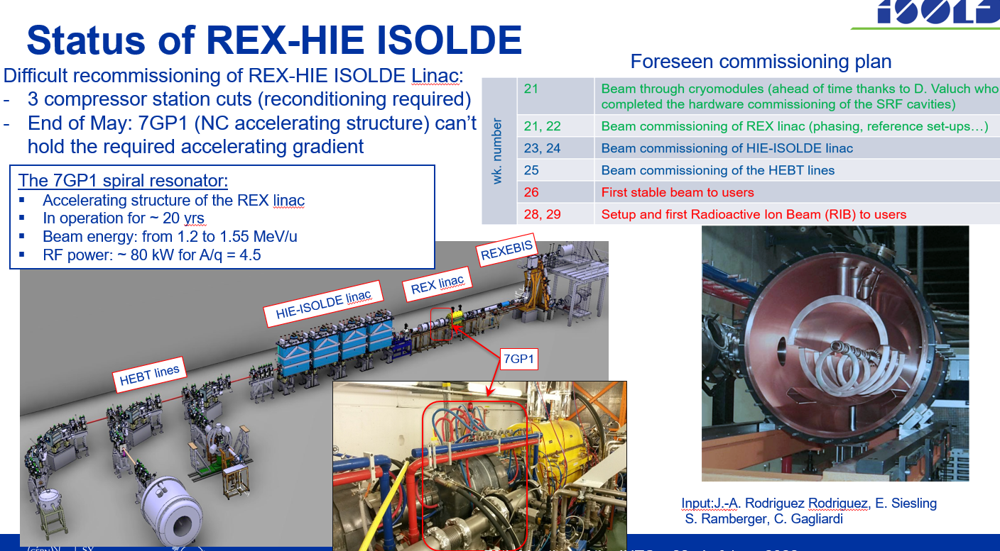 ISOLDE
Status of REX-HIE ISOLDE
Difficult recommissioning of REX-HIE ISOLDE Linac:
- 3 compressor station cuts (reconditioning required)
- End of May: 7GP1 (NC accelerating structure) can't
hold the required accelerating gradient
The 7GP1 spiral resonator:
▪ Accelerating structure of the REX linac
▪ In operation for ~ 20 yrs
▪ Beam energy: from 1.2 to 1.55 MeV/u
▪ RF power: ~ 80 kW for A/q = 4.5
Foreseen commissioning plan
wk. number
21 Beam through cryomodules (ahead of time thanks to D. Valuch who
completed the hardware commissioning of the SRF cavities)
21, 22 Beam commissioning of REX linac (phasing, reference set-ups…)
23, 24 Beam commissioning of HIE-ISOLDE linac
25 Beam commissioning of the HEBT lines
26 First stable beam to users
28, 29 Setup and first Radioactive Ion Beam (RIB) to users
REXEBIS
REX linac
HIE-ISOLDE linac
HEBT lines
7GP1
Input:J.-A. Rodriguez Rodriguez, E. Siesling
S. Ramberger, C. Gagliardi
CERN
SY